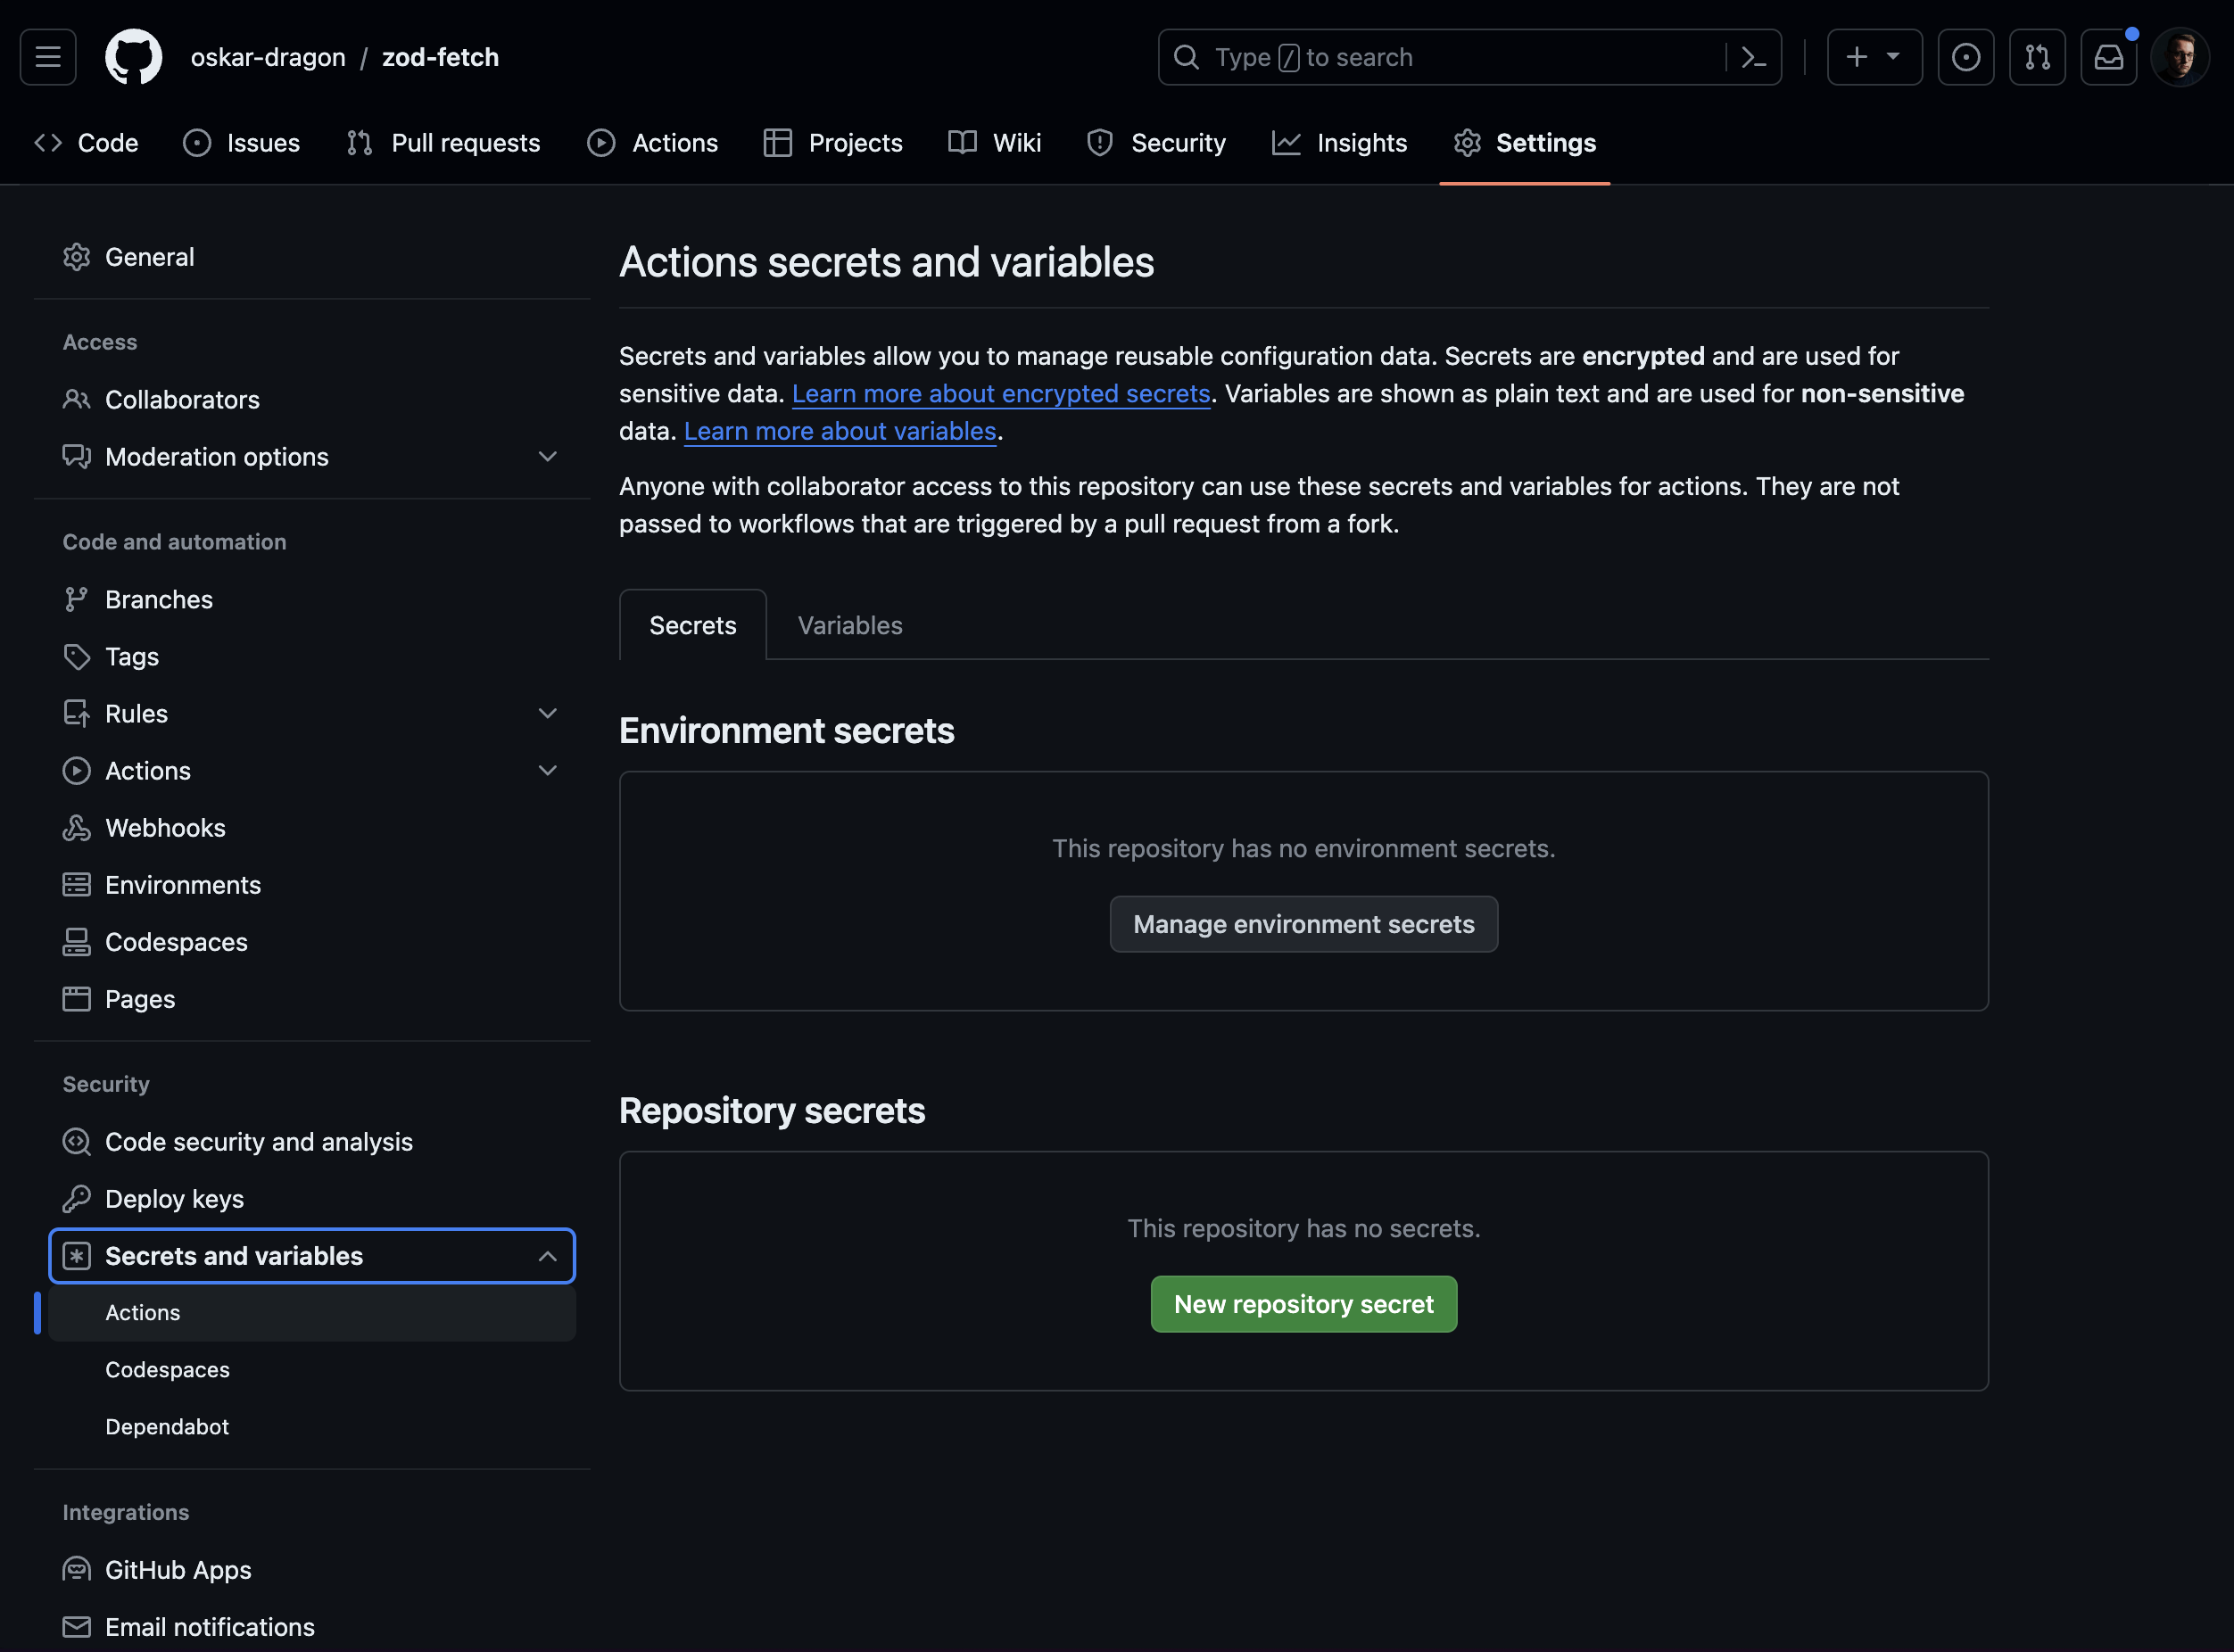 oskar-dragon / zod-fetch
Type / to search
Code
Issues
Pull requests
Actions
Projects
Wiki
Security
Insights
Settings
General
Access
Collaborators
Moderation options
Code and automation
Branches
Tags
Rules
Actions
Webhooks
Environments
Codespaces
Pages
Security
Code security and analysis
Deploy keys
Secrets and variables
Actions
Codespaces
Dependabot
Integrations
GitHub Apps
Email notifications
Actions secrets and variables
Secrets and variables allow you to manage reusable configuration data. Secrets are encrypted and are used for
sensitive data. Learn more about encrypted secrets. Variables are shown as plain text and are used for non-sensitive
data. Learn more about variables.
Anyone with collaborator access to this repository can use these secrets and variables for actions. They are not
passed to workflows that are triggered by a pull request from a fork.
Secrets
Variables
Environment secrets
This repository has no environment secrets.
Manage environment secrets
Repository secrets
This repository has no secrets.
New repository secret